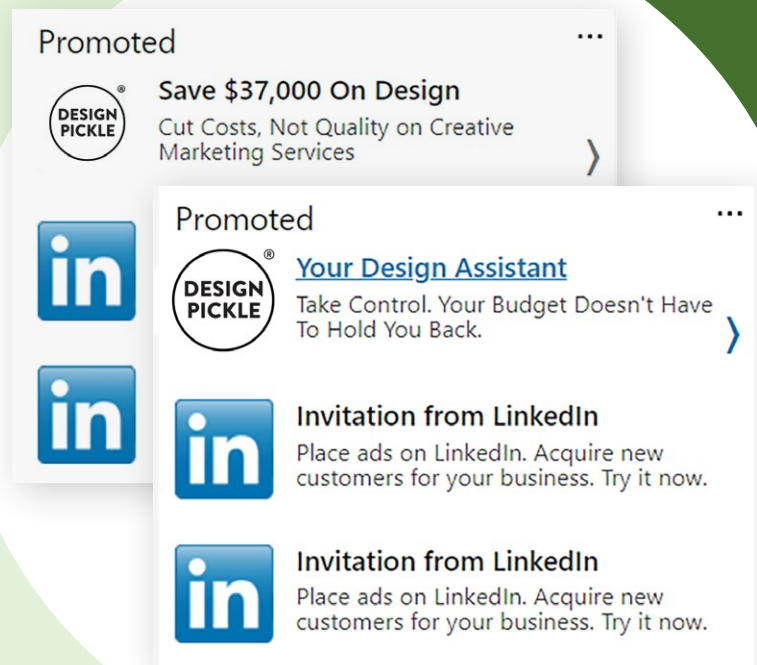 Promoted
...
DESIGN
PICKLE
®
Save $37,000 On Design
Cut Costs, Not Quality on Creative
Marketing Services
in
in
Promoted
...
DESIGN
PICKLE
®
Your Design Assistant
Take Control. Your Budget Doesn't Have
To Hold You Back.
in
Invitation from LinkedIn
Place ads on LinkedIn. Acquire new
customers for your business. Try it now.
in
Invitation from LinkedIn
Place ads on LinkedIn. Acquire new
customers for your business. Try it now.